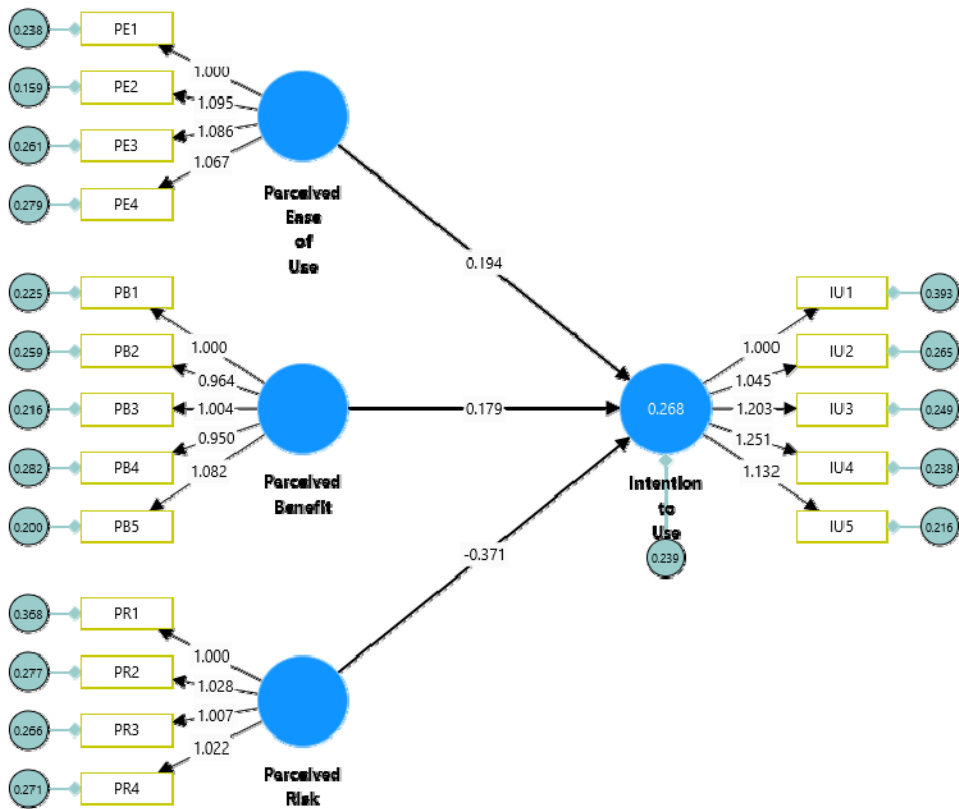 0.238 PE1
1.000
0.159 PE2
1.095
0.261 PE3
1.086
0.279 PE4
1.067
Perceived
Ease
of
Use
0.194
0.225 PB1
1.000
0.259 PB2
0.964
0.216 PB3
1.004
0.282 PB4
0.950
0.200 PB5
1.082
Perceived
Benefit
0.179
0.368 PR1
1.000
0.277 PR2
1.028
0.266 PR3
1.007
0.271 PR4
1.022
Perceived
Risk
-0.371
0.268
Intention
to
Use
0.239
1.000
IU1 0.393
1.045
IU2 0.265
1.203
IU3 0.249
1.251
IU4 0.238
1.132
IU5 0.216